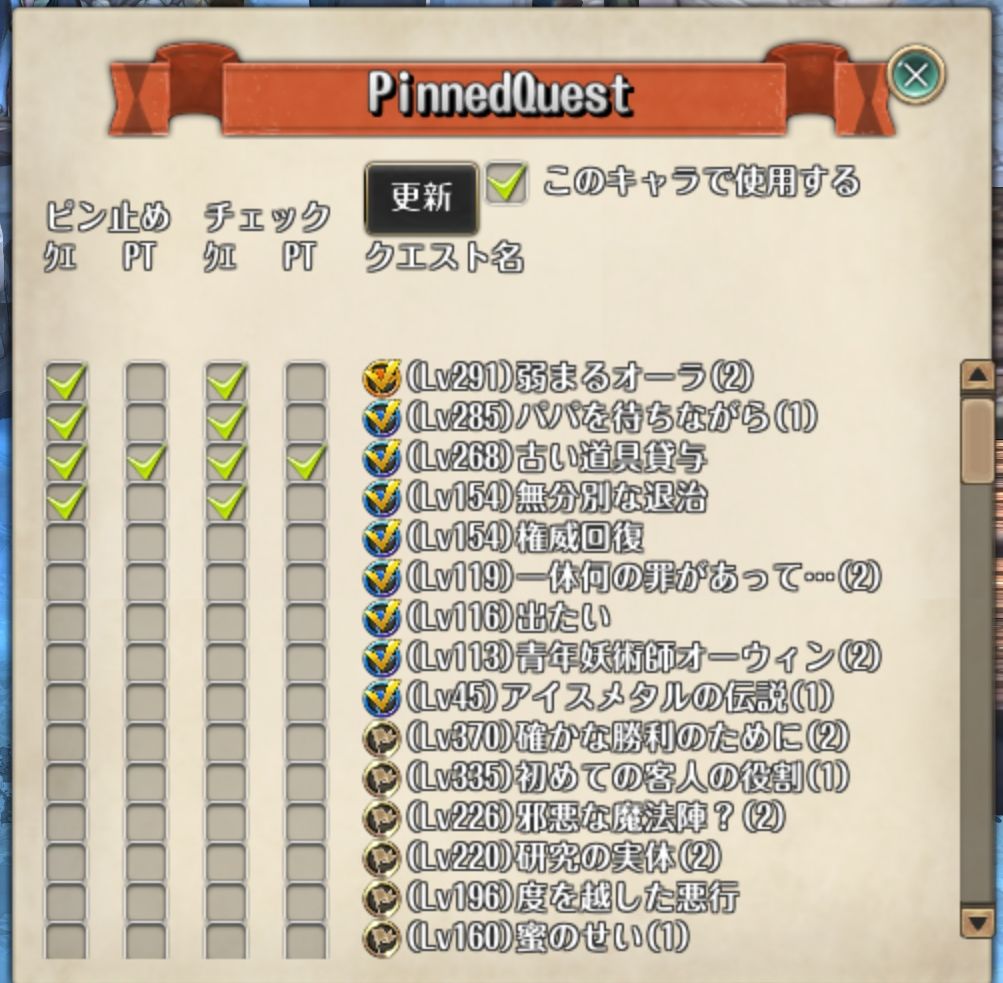 PinnedQuest
更新 このキャラで使用する
ピン止め チェック
ｸｴ PT ｸｴ PT クエスト名
(Lv291)弱まるオーラ(2)
(Lv285)パパを待ちながら(1)
(Lv268)古い道具貸与
(Lv154)無分別な退治
(Lv154)権威回復
(Lv119)一体何の罪があって…(2)
(Lv116)出たい
(Lv113)青年妖術師オーウィン(2)
(Lv45)アイスメタルの伝説(1)
(Lv370)確かな勝利のために(2)
(Lv335)初めての客人の役割(1)
(Lv226)邪悪な魔法陣？(2)
(Lv220)研究の実体(2)
(Lv196)度を越した悪行
(Lv160)蜜のせい(1)